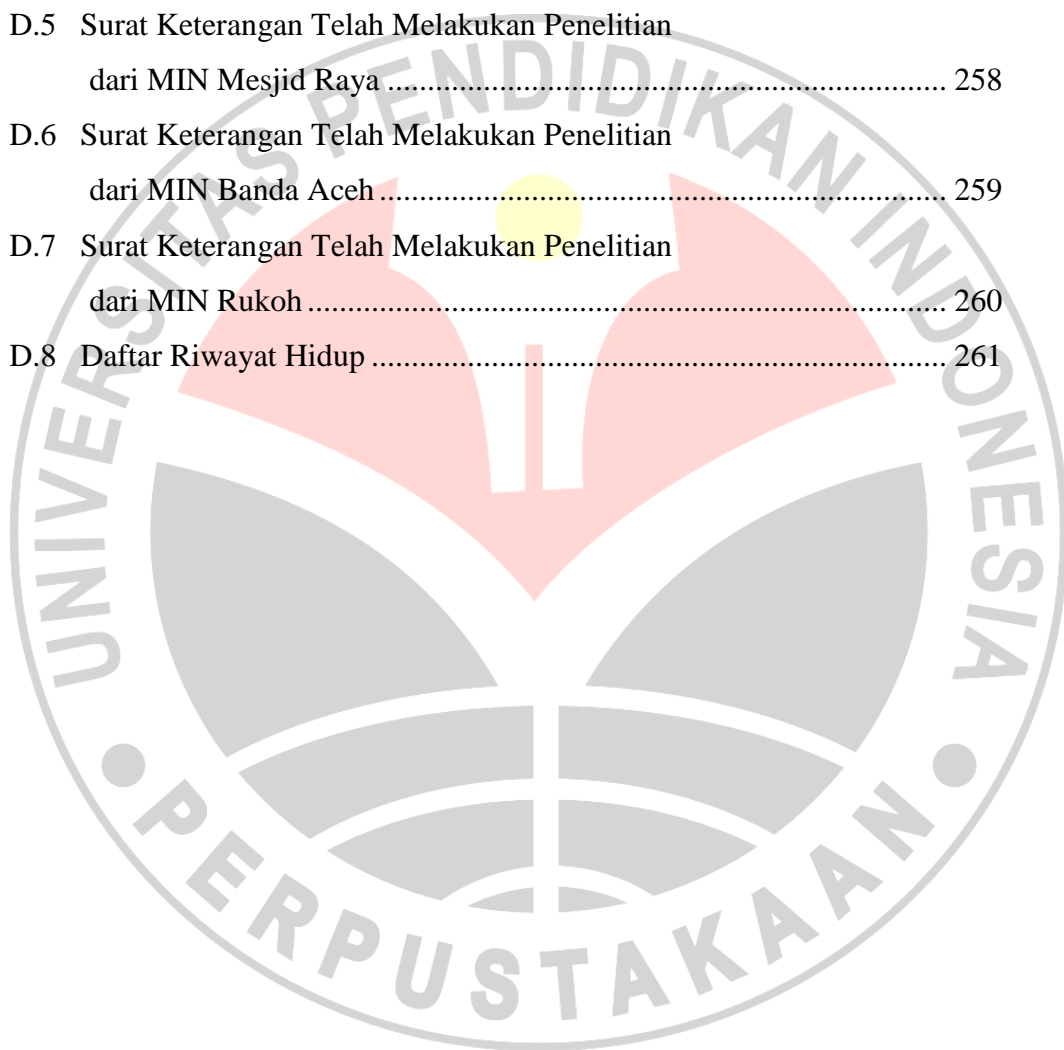 D.5 Surat Keterangan Telah Melakukan Penelitian
dari MIN Mesjid Raya ....................................................................... 258
D.6 Surat Keterangan Telah Melakukan Penelitian
dari MIN Banda Aceh ........................................................................ 259
D.7 Surat Keterangan Telah Melakukan Penelitian
dari MIN Rukoh ................................................................................. 260
D.8 Daftar Riwayat Hidup ......................................................................... 261
UNIVERSITAS PENDIDIKAN INDONESIA
PERPUSTAKAAN